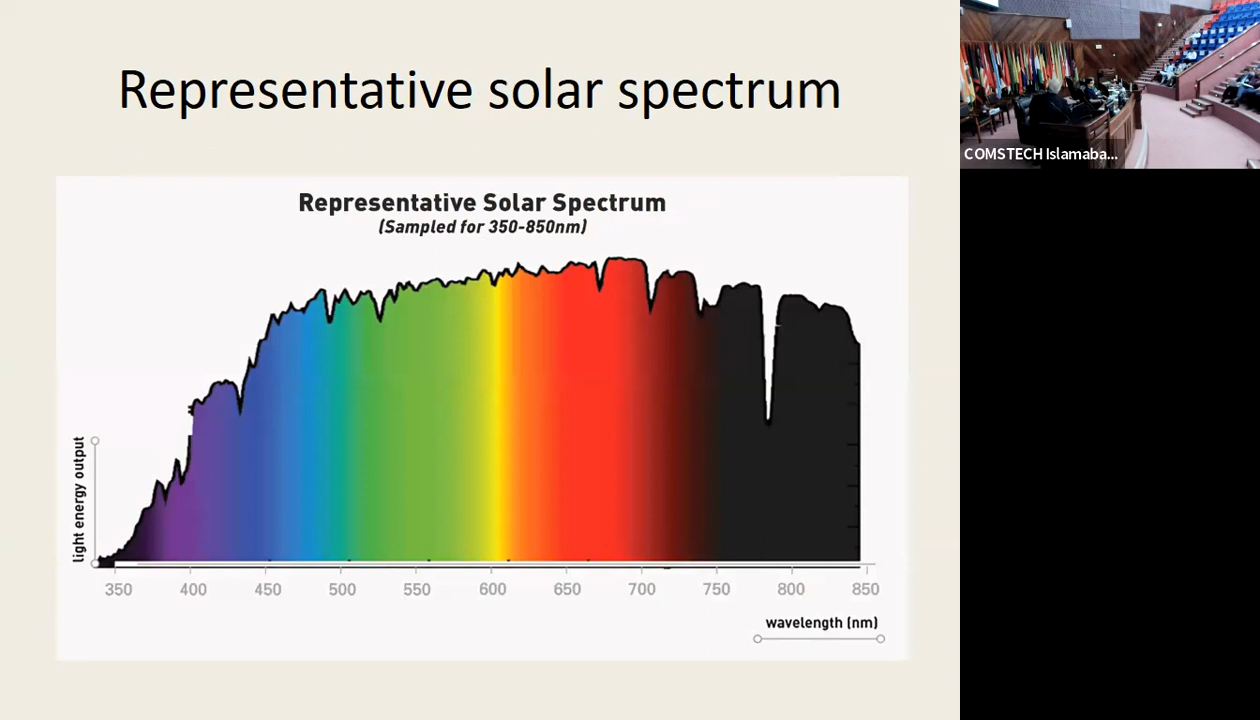 Representative solar spectrum
Representative Solar Spectrum
(Sampled for 350-850nm)
light energy output
350 400 450 500 550 600 650 700 750 800 850
wavelength (nm)
COMSTECH Islamaba...